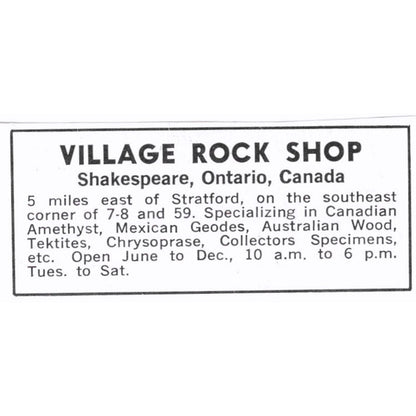 VILLAGE ROCK SHOP
Shakespeare, Ontario, Canada
5 miles east of Stratford, on the southeast
corner of 7-8 and 59. Specializing in Canadian
Amethyst, Mexican Geodes, Australian Wood,
Tektites, Chrysoprase, Collectors Specimens,
etc. Open June to Dec., 10 a.m. to 6 p.m.
Tues. to Sat.